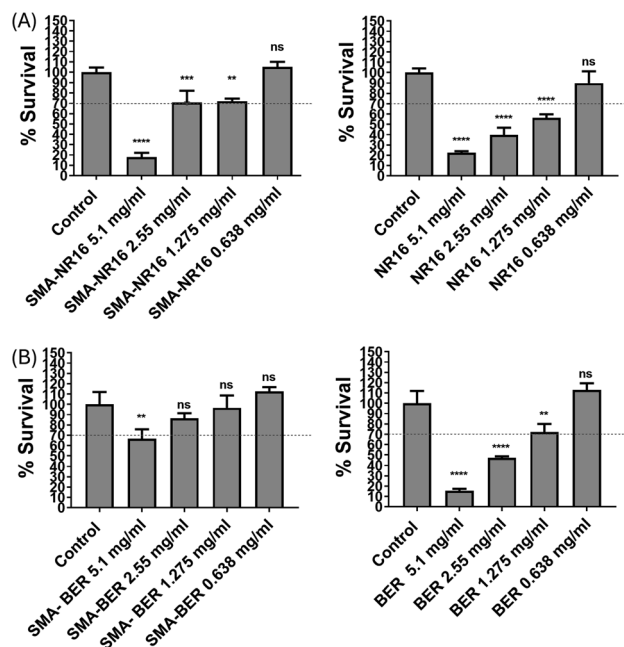 (A)
% Survival
150
140
130
120
110
100
90
80
70
60
50
40
30
20
10
0
****
***
**
ns
Control
SMA-NR16 5.1 mg/ml
SMA-NR16 2.55 mg/ml
SMA-NR16 1.275 mg/ml
SMA-NR16 0.638 mg/ml
% Survival
150
140
130
120
110
100
90
80
70
60
50
40
30
20
10
0
****
****
****
ns
Control
NR16 5.1 mg/ml
NR16 2.55 mg/ml
NR16 1.275 mg/ml
NR16 0.638 mg/ml
(B)
% Survival
150
140
130
120
110
100
90
80
70
60
50
40
30
20
10
0
**
ns
ns
ns
Control
SMA- BER 5.1 mg/ml
SMA-BER 2.55 mg/ml
SMA- BER 1.275 mg/ml
SMA-BER 0.638 mg/ml
% Survival
150
140
130
120
110
100
90
80
70
60
50
40
30
20
10
0
****
****
**
ns
Control
BER 5.1 mg/ml
BER 2.55 mg/ml
BER 1.275 mg/ml
BER 0.638 mg/ml